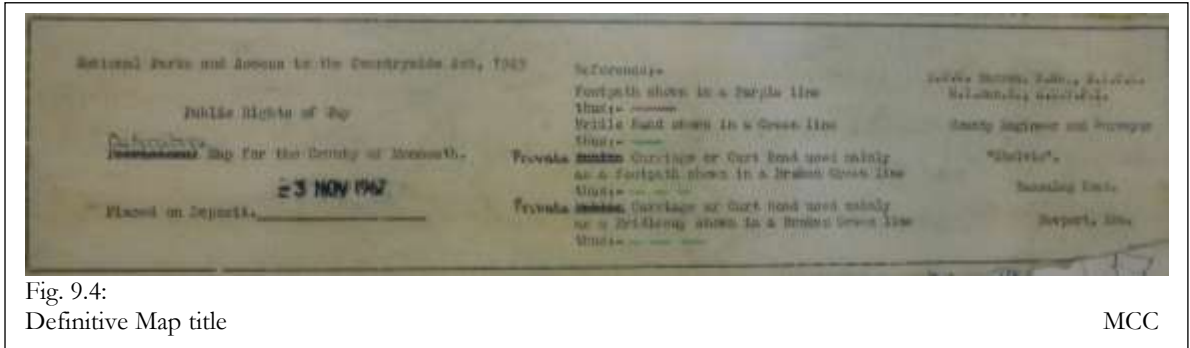 National Parks and Access to the Countryside Act, 1949
Public Rights of Way
Definitive Map for the County of Monmouth.
-3 NOV 1967
Placed on Deposit.
Reference:-
Footpath shown in a Purple line
thus:-
Bridle Road shown in a Green line
thus:-
Private Carriage or Cart Road used mainly
as a Footpath shown in a Broken Green line
thus:-
Private Carriage or Cart Road used mainly
as a Bridleway shown in a Broken Green line
thus:-
County Engineer and Surveyor
Newport, Mon.
Fig. 9.4:
Definitive Map title MCC